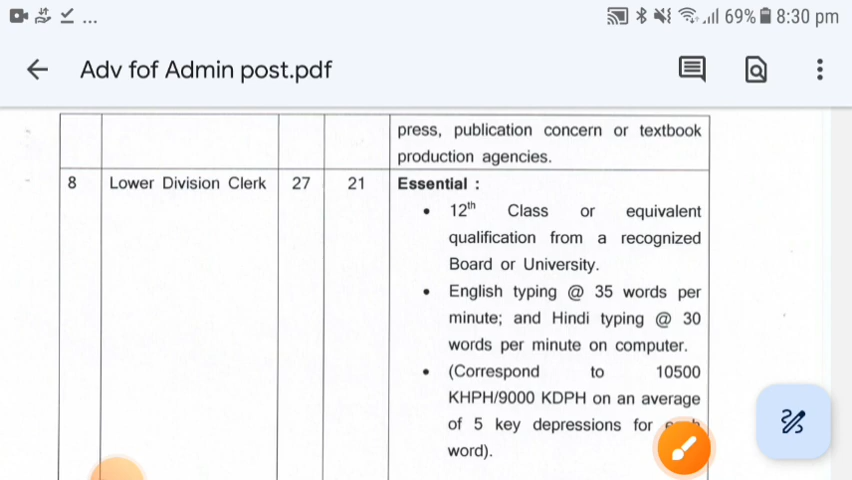 ... 69% 8:30 pm
Adv fof Admin post.pdf
press, publication concern or textbook
production agencies.
8 Lower Division Clerk 27 21 Essential :
• 12th Class or equivalent
qualification from a recognized
Board or University.
• English typing @ 35 words per
minute; and Hindi typing @ 30
words per minute on computer.
• (Correspond to 10500
KHPH/9000 KDPH on an average
of 5 key depressions for
word).